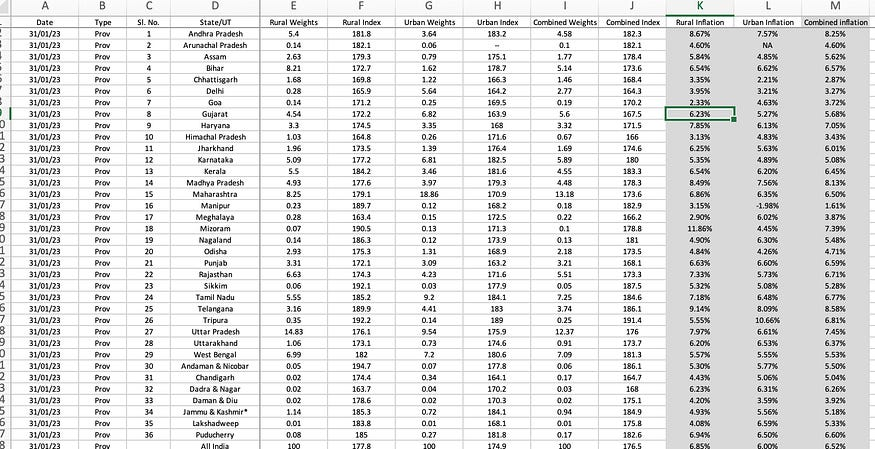 A B C D E F G H I J K L M
Date Type Sl. No. State/UT Rural Weights Rural Index Urban Weights Urban Index Combined Weights Combined Index Rural Inflation Urban Inflation Combined inflation
31/01/23 Prov 1 Andhra Pradesh 5.4 181.8 3.64 183.2 4.58 182.3 8.67% 7.57% 8.25%
31/01/23 Prov 2 Arunachal Pradesh 0.14 182.1 0.06 -- 0.1 182.1 4.60% NA 4.60%
31/01/23 Prov 3 Assam 2.63 179.3 0.79 175.1 1.77 178.4 5.84% 4.85% 5.62%
31/01/23 Prov 4 Bihar 8.21 172.7 1.62 178.7 5.14 173.6 6.54% 6.62% 6.57%
31/01/23 Prov 5 Chhattisgarh 1.68 169.8 1.22 166.3 1.46 168.4 3.35% 2.21% 2.87%
31/01/23 Prov 6 Delhi 0.28 165.9 5.64 164.2 2.77 164.3 3.95% 3.21% 3.27%
31/01/23 Prov 7 Goa 0.14 171.2 0.25 169.5 0.19 170.2 2.33% 4.63% 3.72%
31/01/23 Prov 8 Gujarat 4.54 172.2 6.82 163.9 5.6 167.5 6.23% 5.27% 5.68%
31/01/23 Prov 9 Haryana 3.3 174.5 3.35 168 3.32 171.5 7.85% 6.13% 7.05%
31/01/23 Prov 10 Himachal Pradesh 1.03 164.8 0.26 171.6 0.67 166 3.13% 4.83% 3.43%
31/01/23 Prov 11 Jharkhand 1.96 173.5 1.39 176.4 1.69 174.6 6.25% 5.63% 6.01%
31/01/23 Prov 12 Karnataka 5.09 177.2 6.81 182.5 5.89 180 5.35% 4.89% 5.08%
31/01/23 Prov 13 Kerala 5.5 184.2 3.46 181.6 4.55 183.3 6.54% 6.20% 6.45%
31/01/23 Prov 14 Madhya Pradesh 4.93 177.6 3.97 179.3 4.48 178.3 8.49% 7.56% 8.13%
31/01/23 Prov 15 Maharashtra 8.25 179.1 18.86 170.9 13.18 173.6 6.86% 6.35% 6.50%
31/01/23 Prov 16 Manipur 0.23 189.7 0.12 168.2 0.18 182.9 3.15% -1.98% 1.61%
31/01/23 Prov 17 Meghalaya 0.28 163.4 0.15 172.5 0.22 166.2 2.90% 6.02% 3.87%
31/01/23 Prov 18 Mizoram 0.07 190.5 0.13 171.3 0.1 178.8 11.86% 4.45% 7.39%
31/01/23 Prov 19 Nagaland 0.14 186.3 0.12 173.9 0.13 181 4.90% 6.30% 5.48%
31/01/23 Prov 20 Odisha 2.93 175.3 1.31 168.9 2.18 173.5 4.84% 4.26% 4.71%
31/01/23 Prov 21 Punjab 3.31 172.1 3.09 163.2 3.21 168.1 6.63% 6.60% 6.59%
31/01/23 Prov 22 Rajasthan 6.63 174.3 4.23 171.6 5.51 173.3 7.33% 5.73% 6.71%
31/01/23 Prov 23 Sikkim 0.06 192.1 0.03 177.9 0.05 187.5 5.32% 5.08% 5.28%
31/01/23 Prov 24 Tamil Nadu 5.55 185.2 9.2 184.1 7.25 184.6 7.18% 6.48% 6.77%
31/01/23 Prov 25 Telangana 3.16 189.9 4.41 183 3.74 186.1 9.14% 8.09% 8.58%
31/01/23 Prov 26 Tripura 0.35 192.2 0.14 189 0.25 191.4 5.55% 10.66% 6.81%
31/01/23 Prov 27 Uttar Pradesh 14.83 176.1 9.54 175.9 12.37 176 7.97% 6.61% 7.45%
31/01/23 Prov 28 Uttarakhand 1.06 173.1 0.73 174.6 0.91 173.7 6.20% 6.53% 6.37%
31/01/23 Prov 29 West Bengal 6.99 182 7.2 180.6 7.09 181.3 5.57% 5.55% 5.53%
31/01/23 Prov 30 Andaman & Nicobar 0.05 194.7 0.07 177.8 0.06 186.1 5.30% 5.77% 5.50%
31/01/23 Prov 31 Chandigarh 0.02 174.4 0.34 164.1 0.17 164.7 4.43% 5.06% 5.04%
31/01/23 Prov 32 Dadra & Nagar 0.02 163.7 0.04 170.2 0.03 168 6.23% 6.31% 6.26%
31/01/23 Prov 33 Daman & Diu 0.02 178.6 0.02 170.3 0.02 175.1 4.20% 3.59% 3.92%
31/01/23 Prov 34 Jammu & Kashmir* 1.14 185.3 0.72 184.1 0.94 184.9 4.93% 5.56% 5.18%
31/01/23 Prov 35 Lakshadweep 0.01 183.8 0.01 168.1 0.01 175.8 4.08% 6.59% 5.33%
31/01/23 Prov 36 Puducherry 0.08 185 0.27 181.8 0.17 182.6 6.94% 6.50% 6.60%
31/01/23 Prov All India 100 177.8 100 174.9 100 176.5 6.85% 6.00% 6.52%